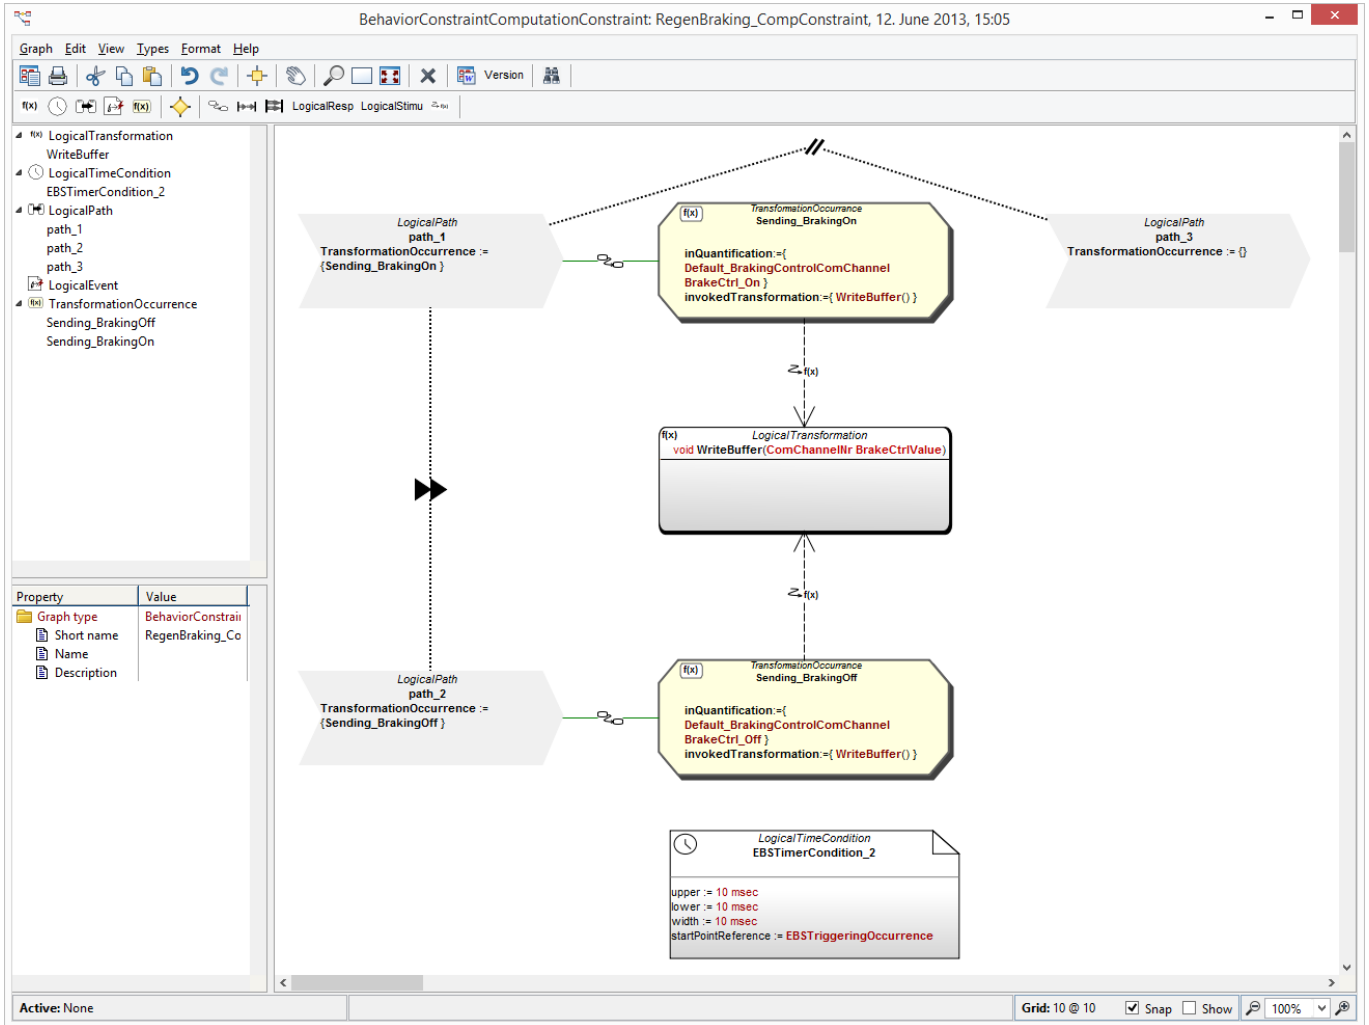 BehaviorConstraintComputationConstraint: RegenBraking_CompConstraint, 12. June 2013, 15:05
Graph Edit View Types Format Help
Version
f(x) f(x) LogicalResp LogicalStimu f(x)
f(x) LogicalTransformation
WriteBuffer
LogicalTimeCondition
EBSTimerCondition_2
LogicalPath
path_1
path_2
path_3
LogicalEvent
f(x) TransformationOccurrence
Sending_BrakingOff
Sending_BrakingOn
Property Value
Graph type BehaviorConstrain
Short name RegenBraking_Co
Name
Description
LogicalPath
path_1
TransformationOccurrence :=
{Sending_BrakingOn }
f(x) TransformationOccurrance
Sending_BrakingOn
inQuantification:={
Default_BrakingControlComChannel
BrakeCtrl_On }
invokedTransformation:={ WriteBuffer() }
LogicalPath
path_3
TransformationOccurrence := {}
f(x)
f(x) LogicalTransformation
void WriteBuffer(ComChannelNr BrakeCtrlValue)
f(x)
LogicalPath
path_2
TransformationOccurrence :=
{Sending_BrakingOff }
f(x) TransformationOccurrance
Sending_BrakingOff
inQuantification:={
Default_BrakingControlComChannel
BrakeCtrl_Off }
invokedTransformation:={ WriteBuffer() }
LogicalTimeCondition
EBSTimerCondition_2
upper := 10 msec
lower := 10 msec
width := 10 msec
startPointReference := EBSTriggeringOccurrence
Active: None
Grid: 10 @ 10 Snap Show 100%